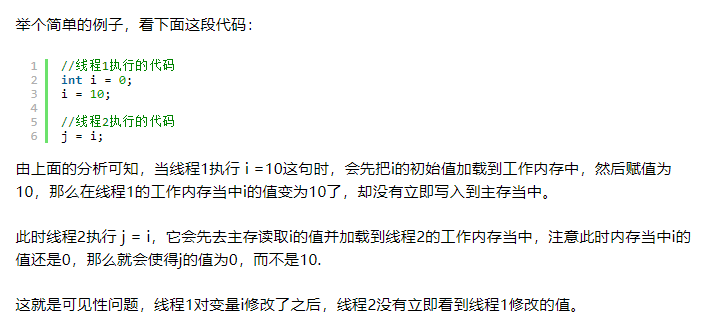 举个简单的例子，看下面这段代码：
1 //线程1执行的代码
2 int i = 0;
3 i = 10;
4
5 //线程2执行的代码
6 j = i;
由上面的分析可知，当线程1执行 i =10这句时，会先把i的初始值加载到工作内存中，然后赋值为
10，那么在线程1的工作内存当中i的值变为10了，却没有立即写入到主存当中。
此时线程2执行 j = i，它会先去主存读取i的值并加载到线程2的工作内存当中，注意此时内存当中i的
值还是0，那么就会使得j的值为0，而不是10.
这就是可见性问题，线程1对变量i修改了之后，线程2没有立即看到线程1修改的值。